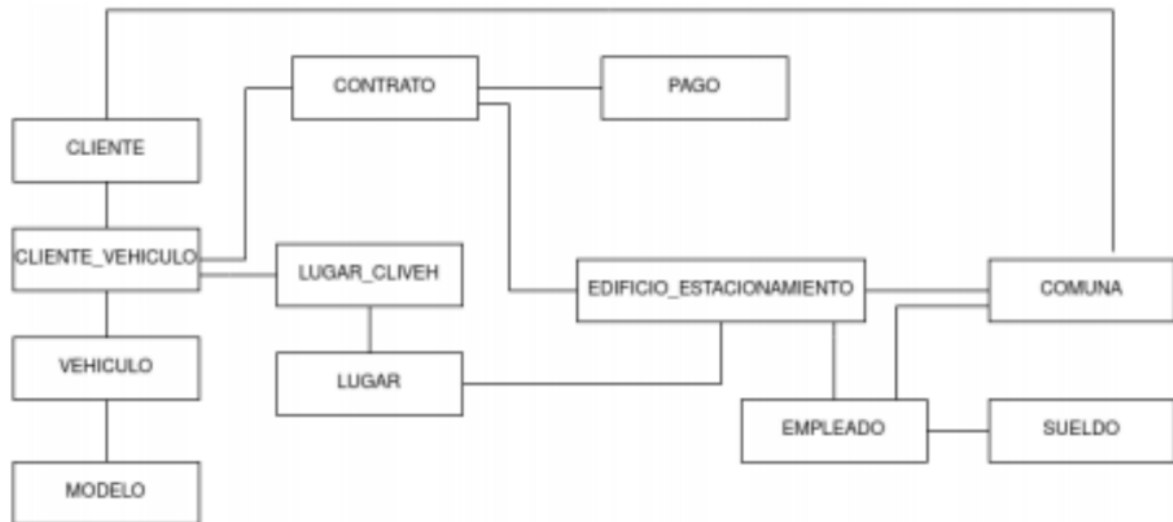 CONTRATO
PAGO
CLIENTE
CLIENTE_VEHICULO
LUGAR_CLIVEH
EDIFICIO_ESTACIONAMIENTO
COMUNA
VEHICULO
LUGAR
EMPLEADO
SUELDO
MODELO